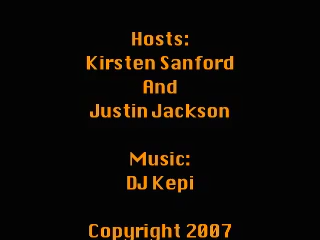 Hosts:
Kirsten Sanford
And
Justin Jackson
Music:
DJ Kepi
Copyright 2007